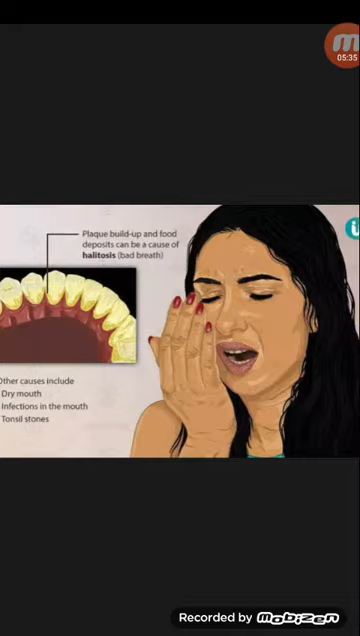 05:35
Plaque build-up and food
deposits can be a cause of
halitosis (bad breath)
Other causes include
Dry mouth
Infections in the mouth
Tonsil stones
Recorded by Mobizen